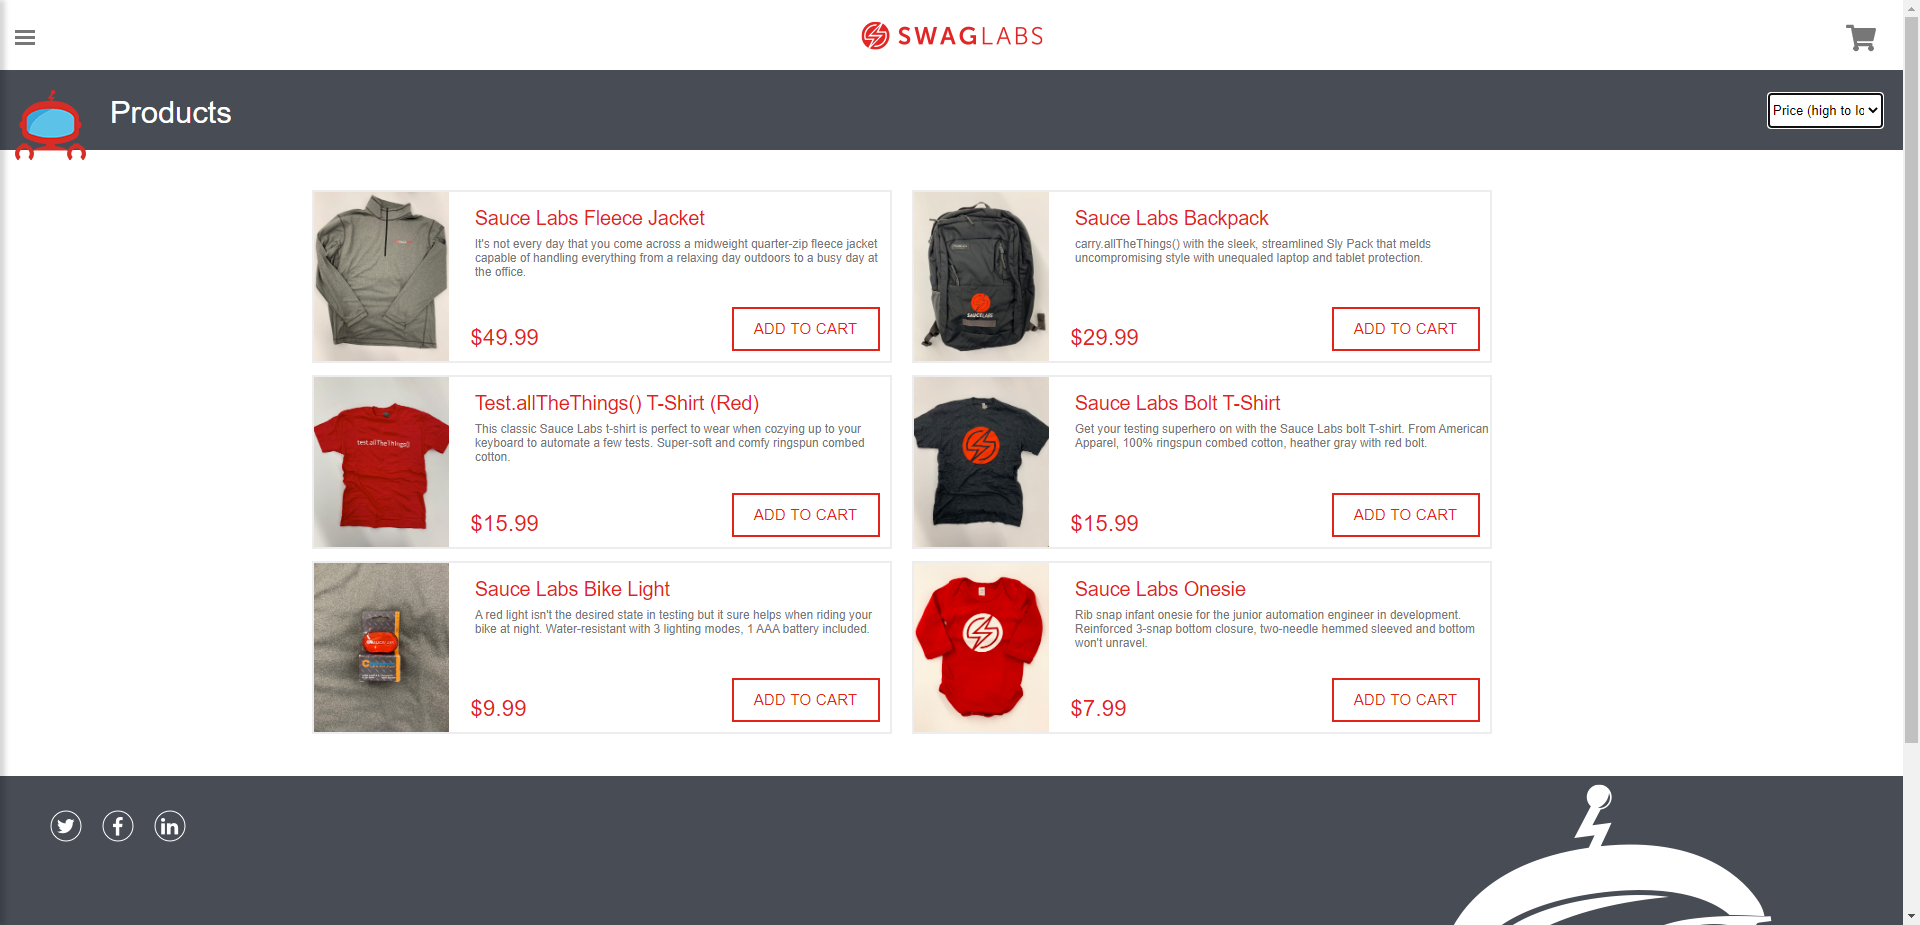 SWAGLABS
Products
Price (high to lo
Sauce Labs Fleece Jacket
It's not every day that you come across a midweight quarter-zip fleece jacket
capable of handling everything from a relaxing day outdoors to a busy day at
the office.
$49.99
ADD TO CART
Sauce Labs Backpack
carry.allTheThings() with the sleek, streamlined Sly Pack that melds
uncompromising style with unequaled laptop and tablet protection.
SAUCELABS
$29.99
ADD TO CART
test.allTheThings()
Test.allTheThings() T-Shirt (Red)
This classic Sauce Labs t-shirt is perfect to wear when cozying up to your
keyboard to automate a few tests. Super-soft and comfy ringspun combed
cotton.
$15.99
ADD TO CART
Sauce Labs Bolt T-Shirt
Get your testing superhero on with the Sauce Labs bolt T-shirt. From American
Apparel, 100% ringspun combed cotton, heather gray with red bolt.
$15.99
ADD TO CART
Sauce Labs Bike Light
A red light isn't the desired state in testing but it sure helps when riding your
bike at night. Water-resistant with 3 lighting modes, 1 AAA battery included.
$9.99
ADD TO CART
Sauce Labs Onesie
Rib snap infant onesie for the junior automation engineer in development.
Reinforced 3-snap bottom closure, two-needle hemmed sleeved and bottom
won't unravel.
$7.99
ADD TO CART